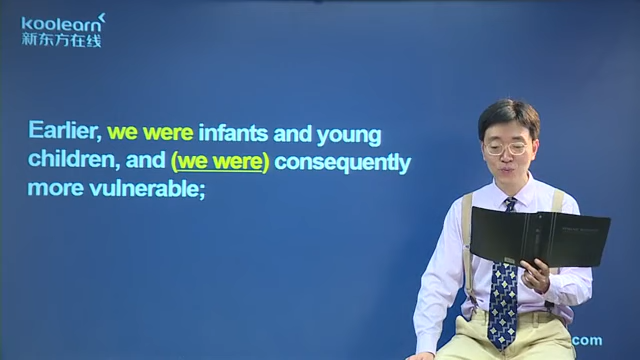 koolearn
新东方在线
Earlier, we were infants and young
children, and (we were) consequently
more vulnerable;
.com